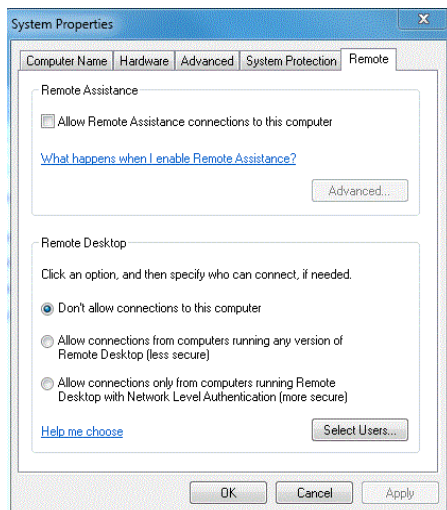 System Properties
X
Computer Name Hardware Advanced System Protection Remote
Remote Assistance
Allow Remote Assistance connections to this computer
What happens when I enable Remote Assistance?
Advanced...
Remote Desktop
Click an option, and then specify who can connect, if needed.
Don't allow connections to this computer
Allow connections from computers running any version of
Remote Desktop (less secure)
Allow connections only from computers running Remote
Desktop with Network Level Authentication (more secure)
Help me choose
Select Users...
OK Cancel Apply